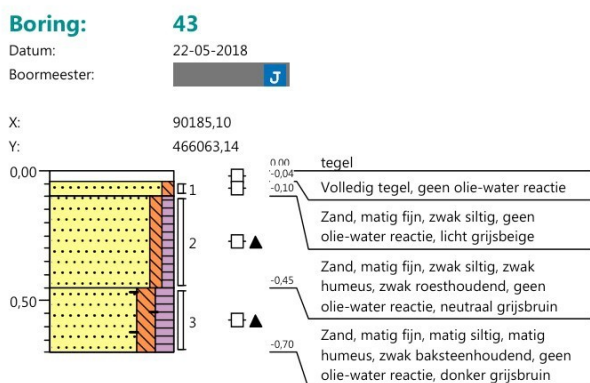 Boring: 43
Datum: 22-05-2018
Boormeester: J
X: 90185,10
Y: 466063,14
0,00
0,50
1
2
3
0,00 tegel
-0,04
Volledig tegel, geen olie-water reactie
-0,10
Zand, matig fijn, zwak siltig, geen
olie-water reactie, licht grijsbeige
-0,45
Zand, matig fijn, zwak siltig, zwak
humeus, zwak roesthoudend, geen
olie-water reactie, neutraal grijsbruin
-0,70
Zand, matig fijn, matig siltig, matig
humeus, zwak baksteenhoudend, geen
olie-water reactie, donker grijsbruin